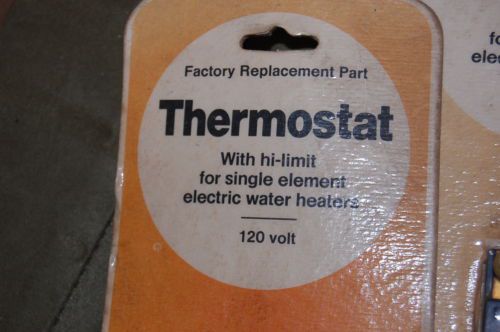 Factory Replacement Part
Thermostat
With hi-limit
for single element
electric water heaters
120 volt